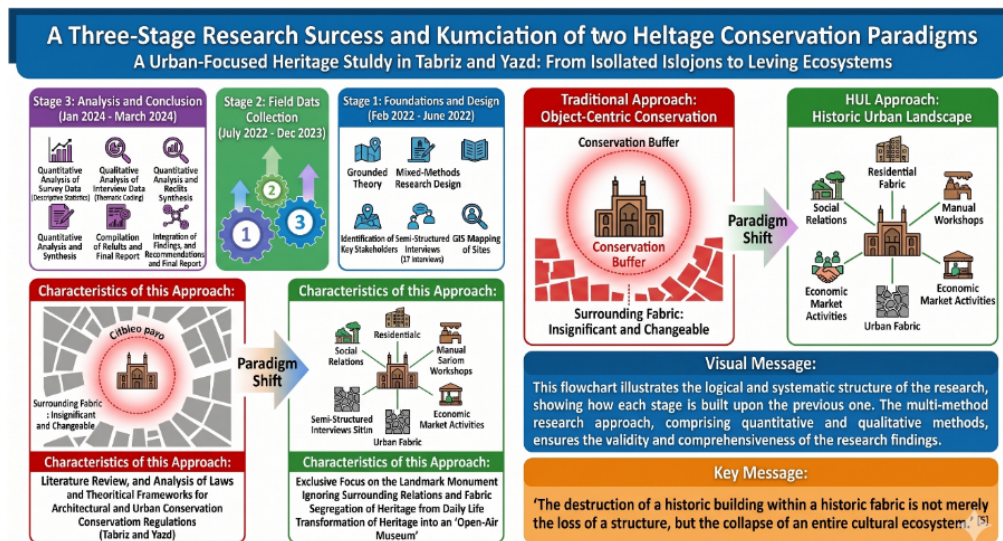 A Three-Stage Research Surcess and Kumciation of two Heltage Conservation Paradigms
A Urban-Focused Heritage Stuldy in Tabriz and Yazd: From Isollated Islojons to Leving Ecosystems
Stage 3: Analysis and Conclusion
(Jan 2024 - March 2024)
Quantitative
Analysis of
Survey Data
(Descriptive Statistics)
Qualitative
Analysis of
Interview Data
(Thematic Coding)
Quantitative
Analysis and
Reclits
Synthesis
Quantitative
Analysis and
Synthesis
Compilation
of Relults and
Final Report
Integration of
Findings, and
Recommendations
and Final Report
Stage 2: Field Dats
Collection
(July 2022 - Dec 2023)
1
2
3
Stage 1: Foundations and Design
(Feb 2022 - June 2022)
Grounded
Theory
Mixed-Methods
Research Design
Identification of
Key Stakeholders
Semi-Structured
Interviews
(17 Interviews)
GIS Mapping
of Sites
Traditional Approach:
Object-Centric Conservation
Conservation Buffer
Conservation
Buffer
Surrounding Fabric:
Insignificant and Changeable
Paradigm
Shift
HUL Approach:
Historic Urban Landscape
Residential
Fabric
Social
Relations
Manual
Workshops
Economic
Market
Activities
Economic
Market Activities
Urban Fabric
Characteristics of this Approach:
Citbleo paro
Surrounding Fabric
: Insignificant
and Changeable
Characteristics of this Approach:
Literature Review, and Analysis of Laws
and Theoritical Frameworks for
Architectural and Urban Conservation
Conservatiom Regulations
(Tabriz and Yazd)
Paradigm
Shift
Characteristics of this Approach:
Residentialc
Social
Relations
Manual
Sariom
Workshops
Semi-Structured
Interviews Sittın
Economic
Market Activities
Urban Fabric
Characteristics of this Approach:
Exclusive Focus on the Landmark Monument
Ignoring Surrounding Relations and Fabric
Segregation of Heritage from Daily Life
Transformation of Heritage into an 'Open-Air
Museum'
Visual Message:
This flowchart illustrates the logical and systematic structure of the research,
showing how each stage is built upon the previous one. The multi-method
research approach, comprising quantitative and qualitative methods,
ensures the validity and comprehensiveness of the research findings.
Key Message:
'The destruction of a historic building within a historic fabric is not merely
the loss of a structure, but the collapse of an entire cultural ecosystem.' [5]